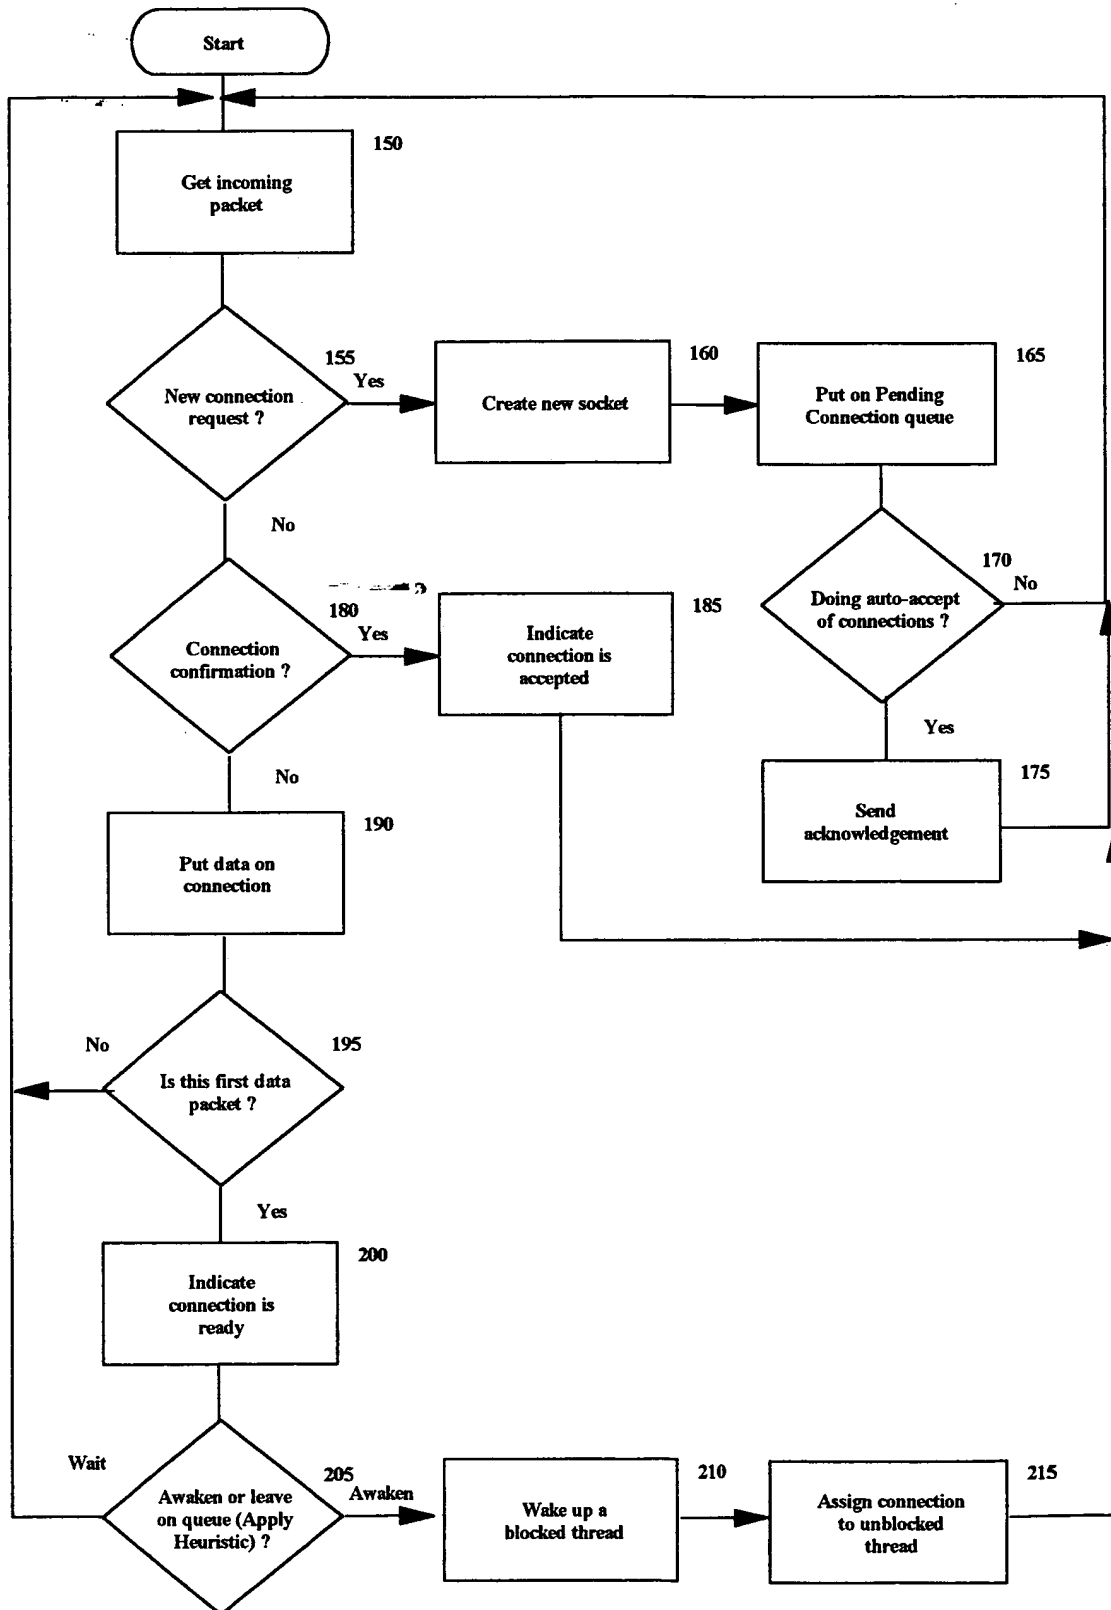 Start
150
Get incoming
packet
155
Yes
New connection
request ?
160
Create new socket
165
Put on Pending
Connection queue
No
170
No
Doing auto-accept
of connections ?
180
Yes
Connection
confirmation ?
185
Indicate
connection is
accepted
Yes
No
175
Send
acknowledgement
190
Put data on
connection
No
195
Is this first data
packet ?
Yes
200
Indicate
connection is
ready
Wait
205
Awaken
Awaken or leave
on queue (Apply
Heuristic) ?
210
Wake up a
blocked thread
215
Assign connection
to unblocked
thread